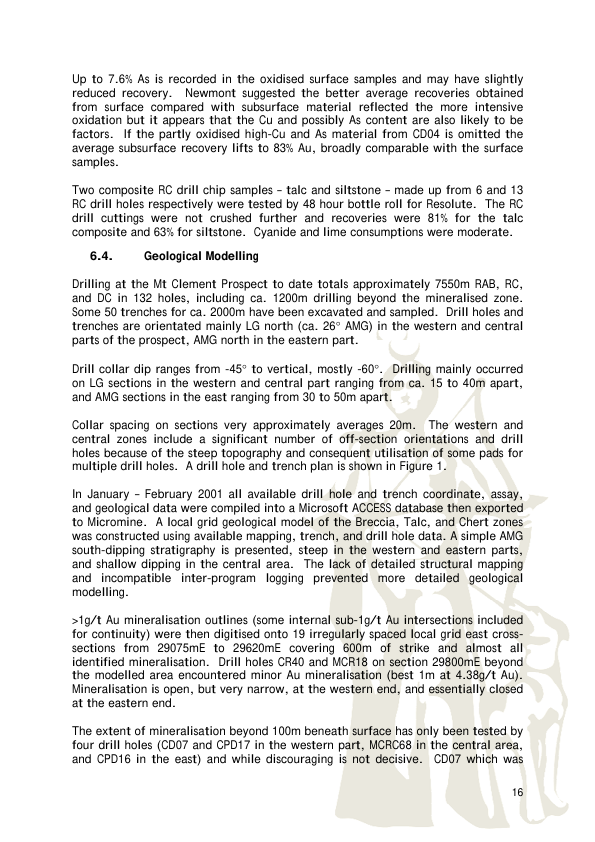 Up to 7.6% As is recorded in the oxidised surface samples and may have slightly
reduced recovery. Newmont suggested the better average recoveries obtained
from surface compared with subsurface material reflected the more intensive
oxidation but it appears that the Cu and possibly As content are also likely to be
factors. If the partly oxidised high-Cu and As material from CD04 is omitted the
average subsurface recovery lifts to 83% Au, broadly comparable with the surface
samples.
Two composite RC drill chip samples – talc and siltstone – made up from 6 and 13
RC drill holes respectively were tested by 48 hour bottle roll for Resolute. The RC
drill cuttings were not crushed further and recoveries were 81% for the talc
composite and 63% for siltstone. Cyanide and lime consumptions were moderate.
6.4. Geological Modelling
Drilling at the Mt Clement Prospect to date totals approximately 7550m RAB, RC,
and DC in 132 holes, including ca. 1200m drilling beyond the mineralised zone.
Some 50 trenches for ca. 2000m have been excavated and sampled. Drill holes and
trenches are orientated mainly LG north (ca. 26° AMG) in the western and central
parts of the prospect, AMG north in the eastern part.
Drill collar dip ranges from -45° to vertical, mostly -60°. Drilling mainly occurred
on LG sections in the western and central part ranging from ca. 15 to 40m apart,
and AMG sections in the east ranging from 30 to 50m apart.
Collar spacing on sections very approximately averages 20m. The western and
central zones include a significant number of off-section orientations and drill
holes because of the steep topography and consequent utilisation of some pads for
multiple drill holes. A drill hole and trench plan is shown in Figure 1.
In January – February 2001 all available drill hole and trench coordinate, assay,
and geological data were compiled into a Microsoft ACCESS database then exported
to Micromine. A local grid geological model of the Breccia, Talc, and Chert zones
was constructed using available mapping, trench, and drill hole data. A simple AMG
south-dipping stratigraphy is presented, steep in the western and eastern parts,
and shallow dipping in the central area. The lack of detailed structural mapping
and incompatible inter-program logging prevented more detailed geological
modelling.
>1g/t Au mineralisation outlines (some internal sub-1g/t Au intersections included
for continuity) were then digitised onto 19 irregularly spaced local grid east cross-
sections from 29075mE to 29620mE covering 600m of strike and almost all
identified mineralisation. Drill holes CR40 and MCR18 on section 29800mE beyond
the modelled area encountered minor Au mineralisation (best 1m at 4.38g/t Au).
Mineralisation is open, but very narrow, at the western end, and essentially closed
at the eastern end.
The extent of mineralisation beyond 100m beneath surface has only been tested by
four drill holes (CD07 and CPD17 in the western part, MCRC68 in the central area,
and CPD16 in the east) and while discouraging is not decisive. CD07 which was
16